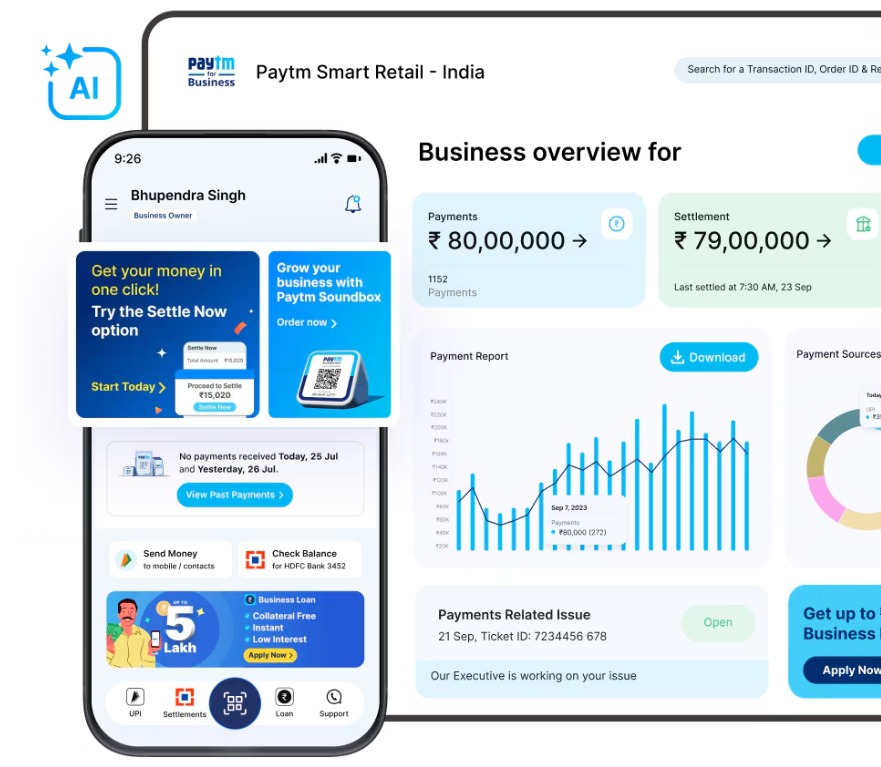 AI
paytm
for
Business
Paytm Smart Retail - India
Search for a Transaction ID, Order ID & Re
9:26
Bhupendra Singh
Business Owner
Get your money in
one click!
Try the Settle Now
option
Start Today
Settle Now
Total Amount ₹15,020
Proceed to Settle
₹15,020
Settle Now
Grow your
business with
Paytm Soundbox
Order now
paytm
No payments received Today, 25 Jul
and Yesterday, 26 Jul.
View Past Payments
Send Money
to mobile / contacts
Check Balance
for HDFC Bank 3452
UP TO
5
Lakh
Business Loan
Collateral Free
Instant
Low Interest
Apply Now
UPI
Settlements
Loan
Support
Business overview for
Payments
₹ 80,00,000
1152
Payments
Settlement
₹ 79,00,000
Last settled at 7:30 AM, 23 Sep
Payment Report
Download
₹240K
₹220K
₹200K
₹180K
₹160K
₹140K
₹120K
₹100K
₹80K
₹60K
₹40K
₹20K
Sep 7, 2023
Payments
₹80,000 (272)
Payment Sources
Today
UPI
Payments Related Issue
21 Sep, Ticket ID: 7234456 678
Open
Our Executive is working on your issue
Get up to
Business
Apply Now